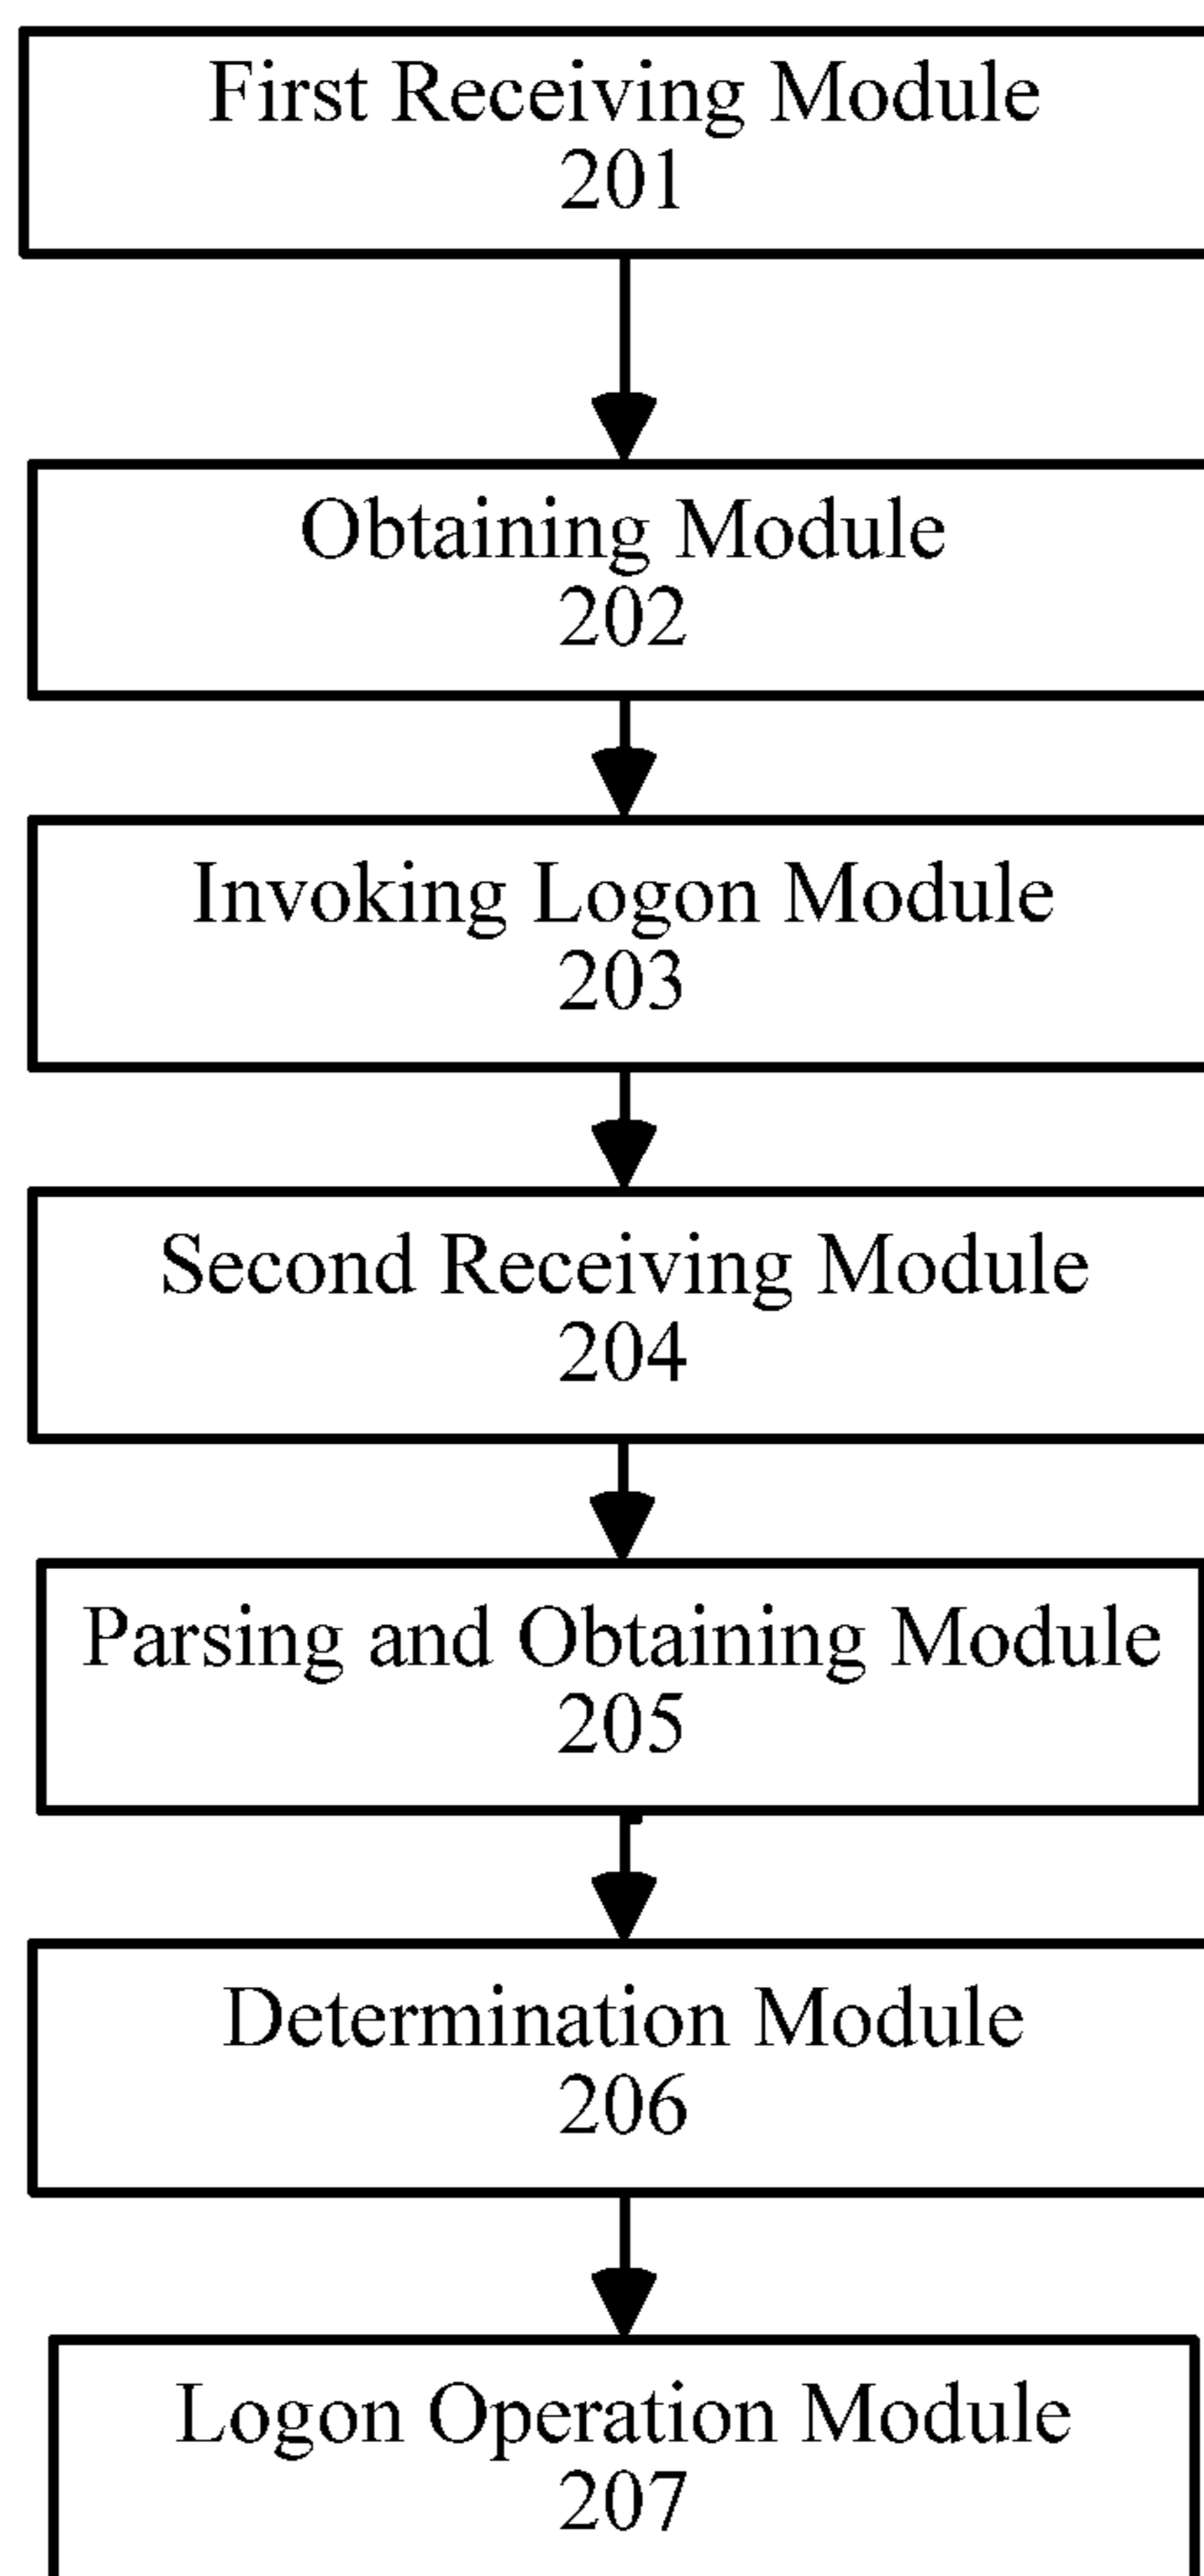 First Receiving Module
201
Obtaining Module
202
Invoking Logon Module
203
Second Receiving Module
204
Parsing and Obtaining Module
205
Determination Module
206
Logon Operation Module
207